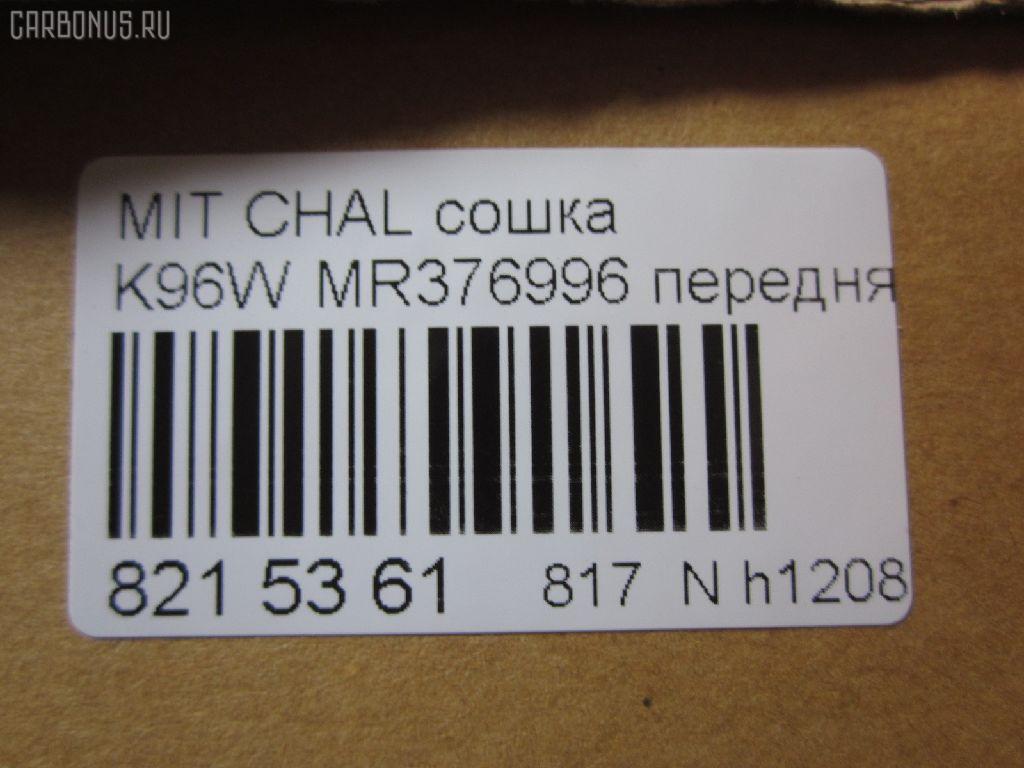 CARBONUS.RU
MIT CHAL сошка
K96W MR376996 передня
821 53 61 817 N h1208